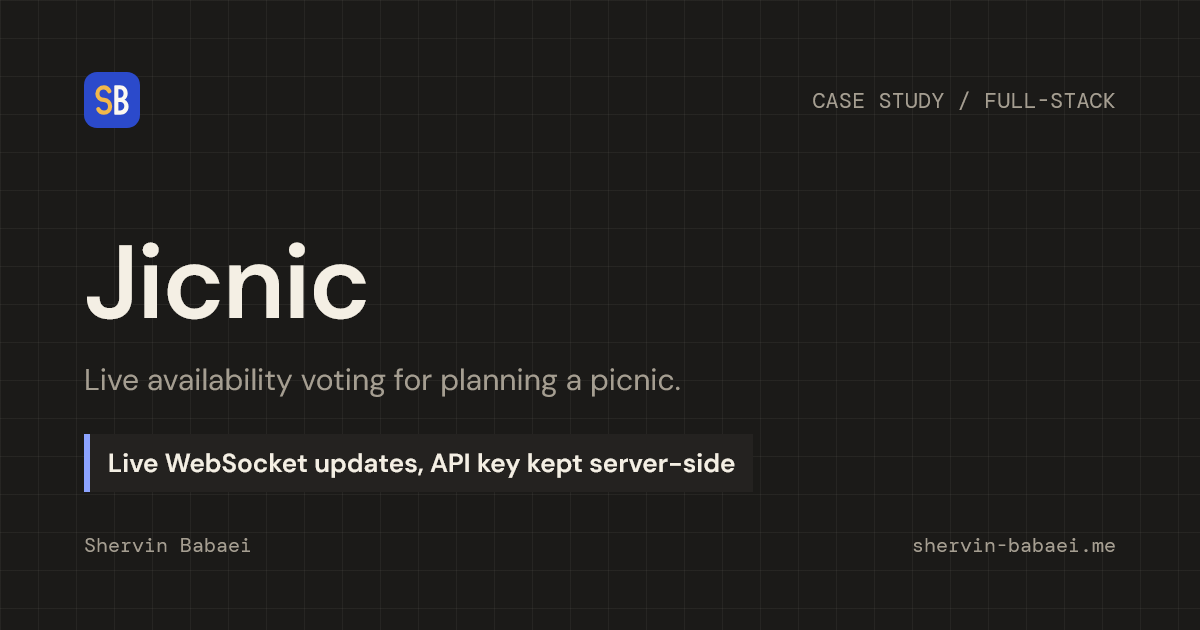 SB
CASE STUDY / FULL-STACK
Jicnic
Live availability voting for planning a picnic.
Live WebSocket updates, API key kept server-side
Shervin Babaei
shervin-babaei.me